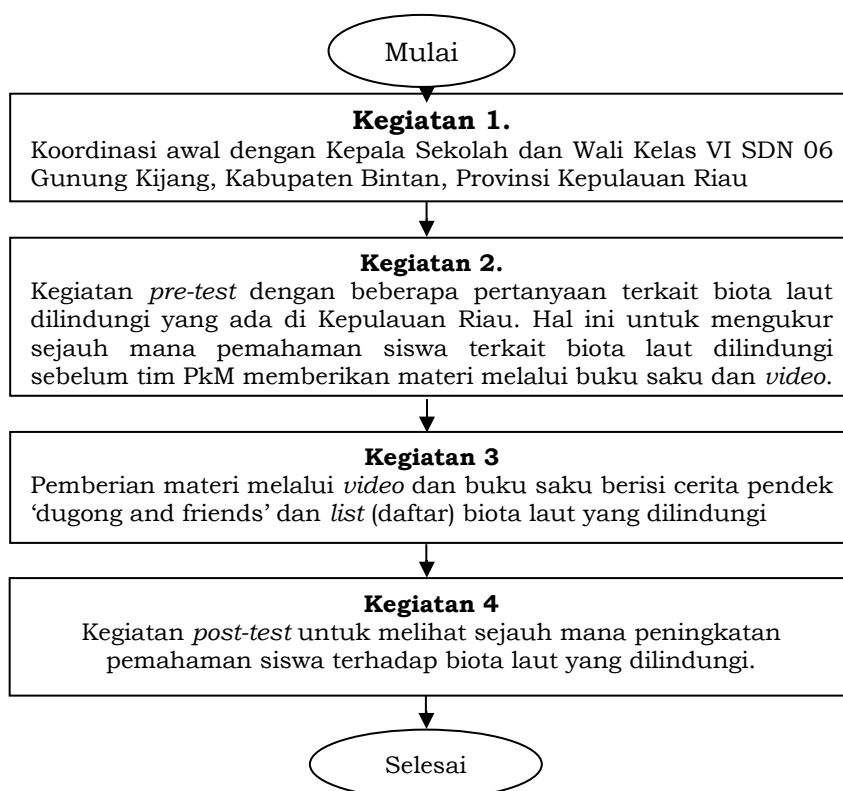 Mulai
Kegiatan 1.
Koordinasi awal dengan Kepala Sekolah dan Wali Kelas VI SDN 06
Gunung Kijang, Kabupaten Bintan, Provinsi Kepulauan Riau
Kegiatan 2.
Kegiatan pre-test dengan beberapa pertanyaan terkait biota laut
dilindungi yang ada di Kepulauan Riau. Hal ini untuk mengukur
sejauh mana pemahaman siswa terkait biota laut dilindungi
sebelum tim PkM memberikan materi melalui buku saku dan video.
Kegiatan 3
Pemberian materi melalui video dan buku saku berisi cerita pendek
‘dugong and friends’ dan list (daftar) biota laut yang dilindungi
Kegiatan 4
Kegiatan post-test untuk melihat sejauh mana peningkatan
pemahaman siswa terhadap biota laut yang dilindungi.
Selesai